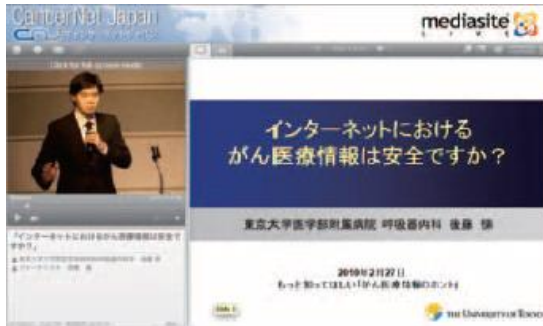 CancerNet Japan
mediasite
LIVE
インターネットにおける
がん医療情報は安全ですか？
東京大学医学部附属病院 呼吸器内科 後藤 悌
「インターネットにおけるがん医療情報は安全で
すか？」
2010年2月27日
もっと知ってほしい「がん医療情報のホント」
THE UNIVERSITY OF TOKYO